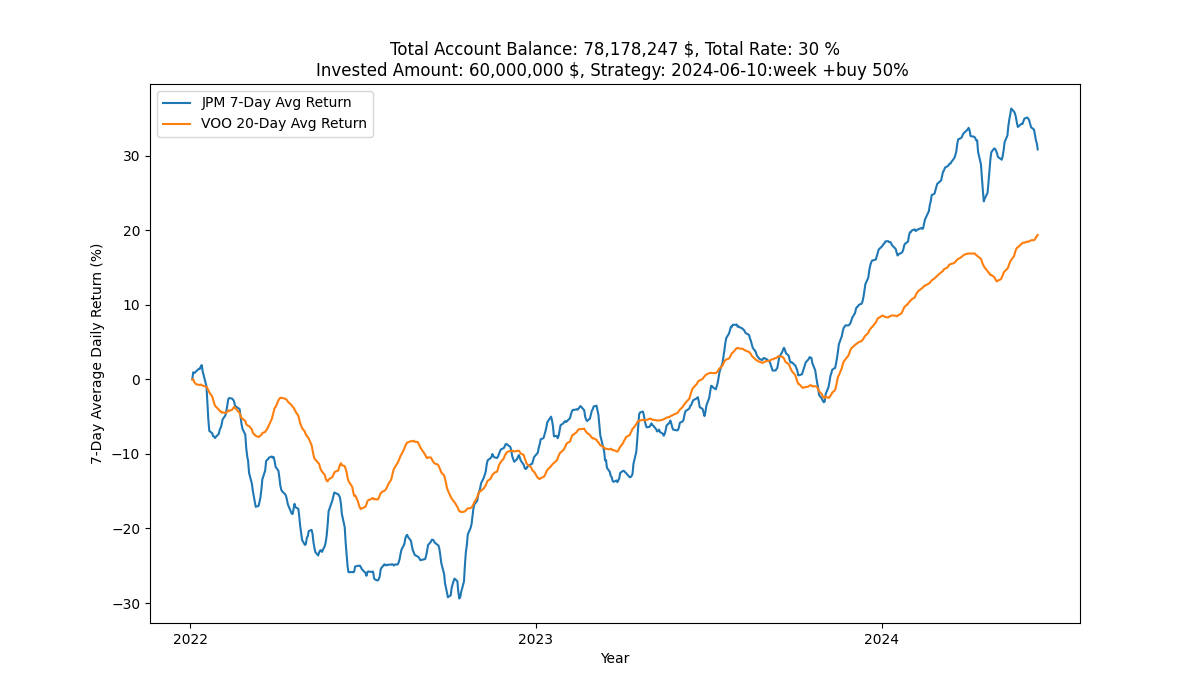 Total Account Balance: 78,178,247 $, Total Rate: 30 %
Invested Amount: 60,000,000 $, Strategy: 2024-06-10:week +buy 50%
JPM 7-Day Avg Return
VOO 20-Day Avg Return
7-Day Average Daily Return (%)
30
20
10
0
−10
−20
−30
2022
2023
2024
Year